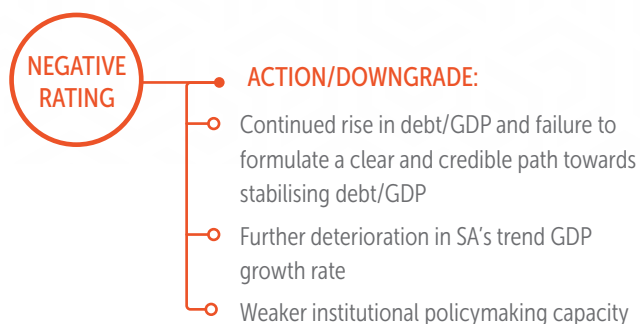 NEGATIVE
RATING
ACTION/DOWNGRADE:
Continued rise in debt/GDP and failure to
formulate a clear and credible path towards
stabilising debt/GDP
Further deterioration in SA's trend GDP
growth rate
Weaker institutional policymaking capacity